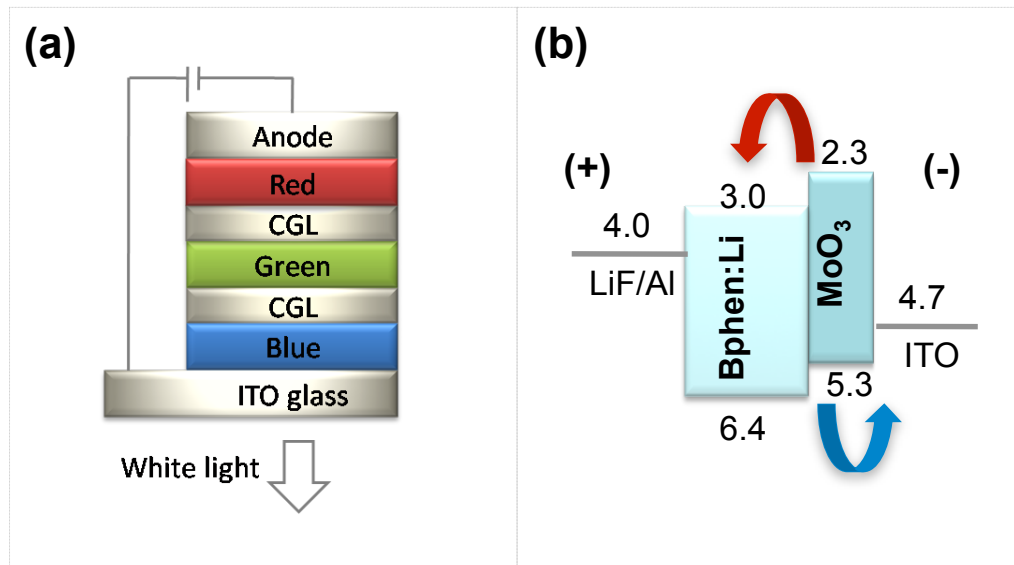 (a)
Anode
Red
CGL
Green
CGL
Blue
ITO glass
White light
(b)
(+)
(-)
2.3
3.0
4.0
LiF/Al
Bphen:Li
MoO₃
4.7
ITO
5.3
6.4